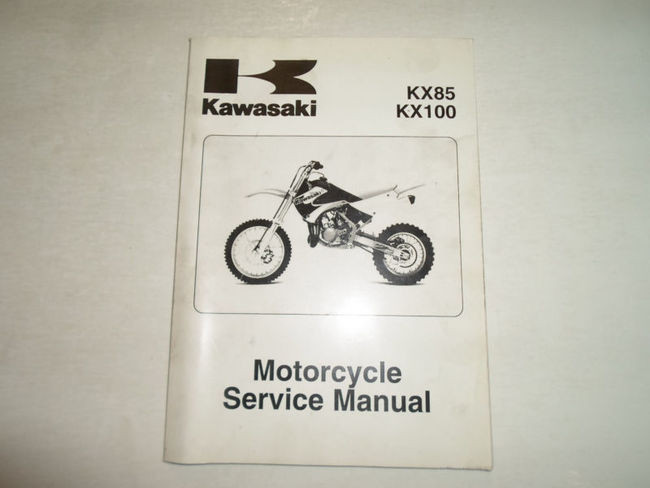 Kawasaki
KX85
KX100
Motorcycle
Service Manual